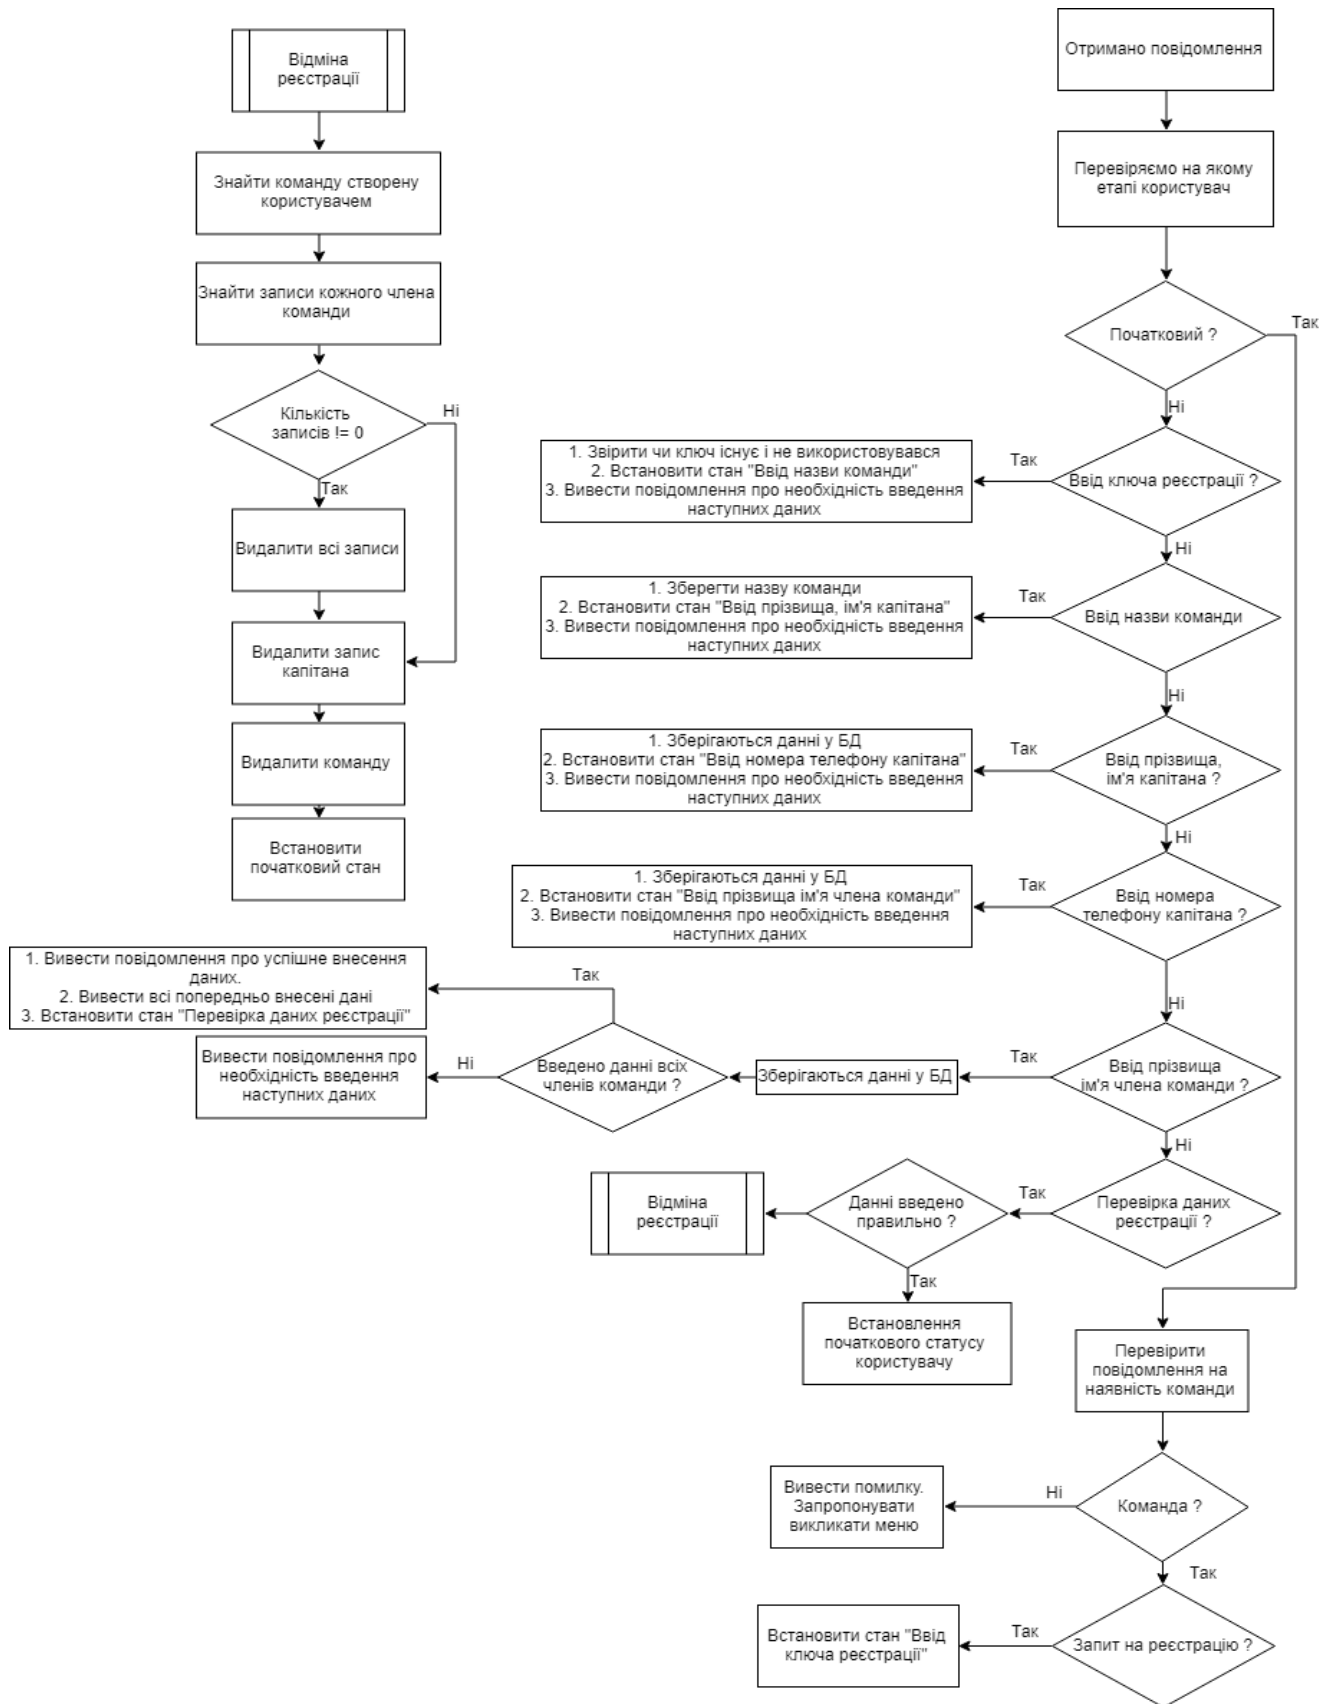 Відміна
реєстрації
Знайти команду створену
користувачем
Знайти записи кожного члена
команди
Кількість
записів != 0
Ні
Так
Видалити всі записи
Видалити запис
капітана
Видалити команду
Встановити
початковий стан
Отримано повідомлення
Перевіряємо на якому
етапі користувач
Початковий ?
Так
Ні
Ввід ключа реєстрації ?
Так
1. Звірити чи ключ існує і не використовувався
2. Встановити стан "Ввід назви команди"
3. Вивести повідомлення про необхідність введення
наступних даних
Ні
Ввід назви команди
Так
1. Зберегти назву команди
2. Встановити стан "Ввід прізвища, ім'я капітана"
3. Вивести повідомлення про необхідність введення
наступних даних
Ні
Ввід прізвища,
ім'я капітана ?
Так
1. Зберігаються данні у БД
2. Встановити стан "Ввід номера телефону капітана"
3. Вивести повідомлення про необхідність введення
наступних даних
Ні
Ввід номера
телефону капітана ?
Так
1. Зберігаються данні у БД
2. Встановити стан "Ввід прізвища ім'я члена команди"
3. Вивести повідомлення про необхідність введення
наступних даних
Ні
Ввід прізвища
ім'я члена команди ?
Так
Зберігаються данні у БД
Введено данні всіх
членів команди ?
Так
1. Вивести повідомлення про успішне внесення
даних.
2. Вивести всі попередньо внесені дані
3. Встановити стан "Перевірка даних реєстрації"
Ні
Вивести повідомлення про
необхідність введення
наступних даних
Ні
Перевірка даних
реєстрації ?
Так
Данні введено
правильно ?
Відміна
реєстрації
Так
Встановлення
початкового статусу
користувачу
Перевірити
повідомлення на
наявність команди
Команда ?
Ні
Вивести помилку.
Запропонувати
викликати меню
Так
Запит на реєстрацію ?
Так
Встановити стан "Ввід
ключа реєстрації"